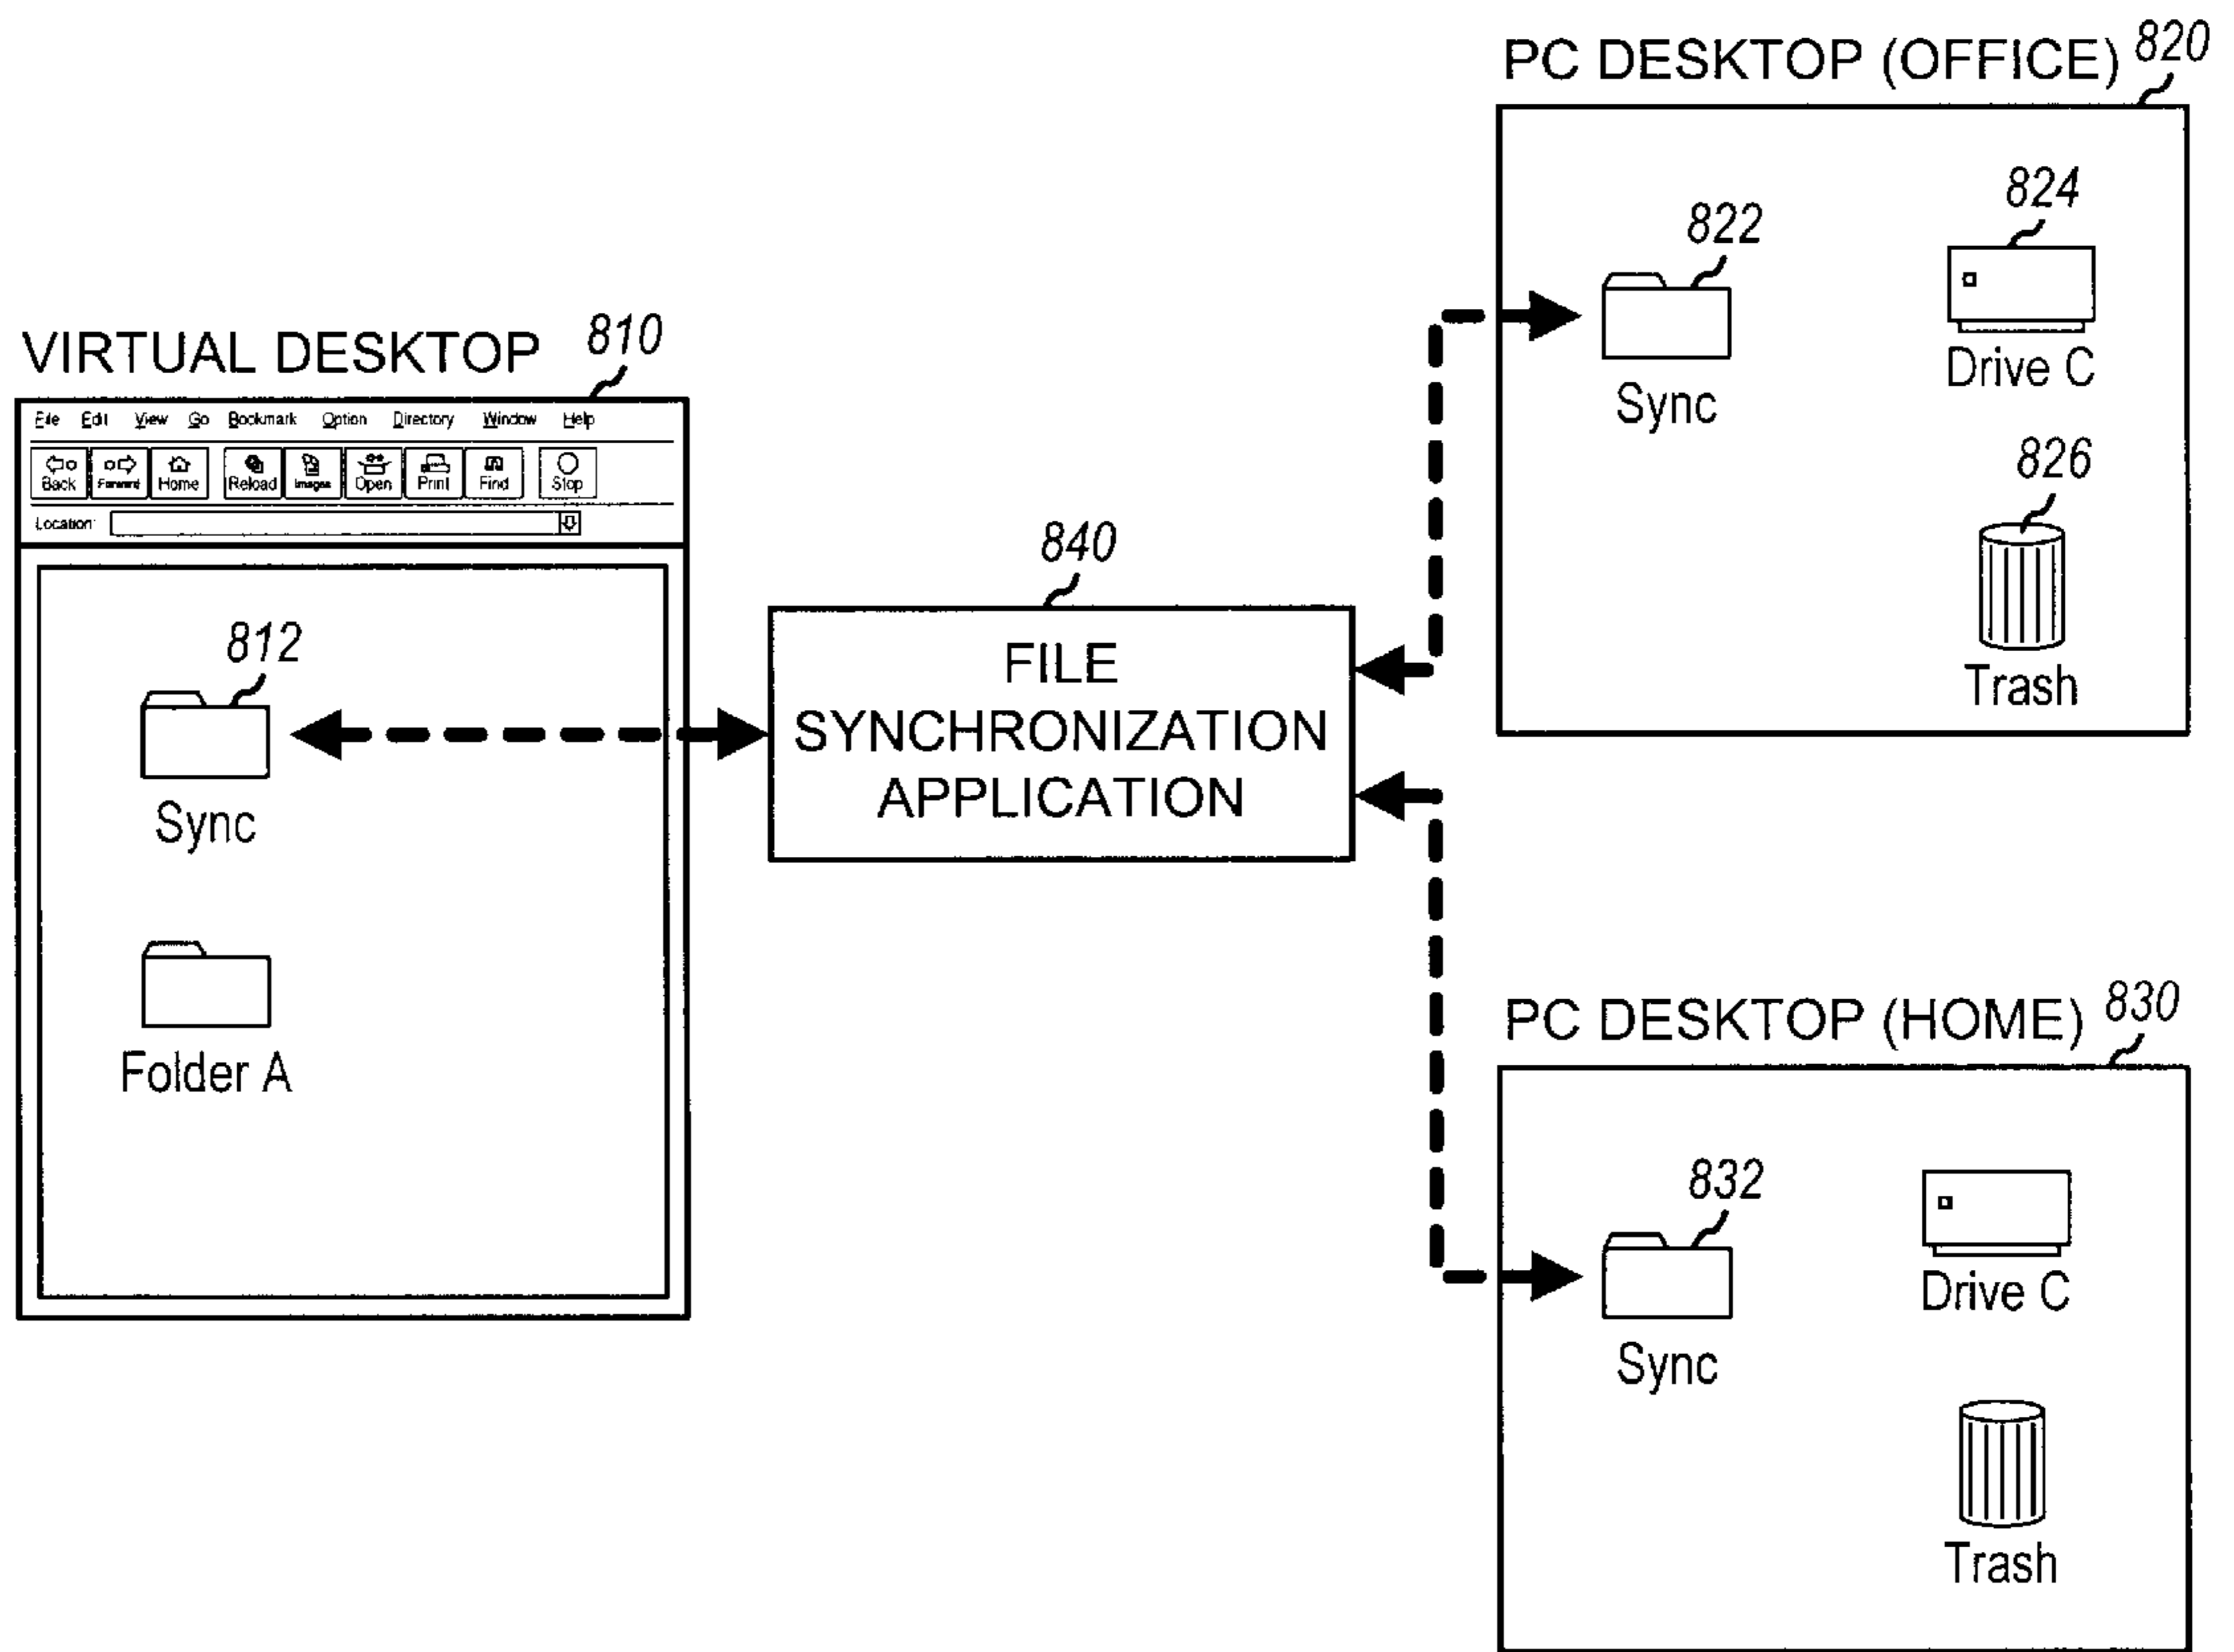 VIRTUAL DESKTOP 810
File Edit View Go Bookmark Option Directory Window Help
Back Forward Home Reload Images Open Print Find Stop
Location:
812
Sync
Folder A
840
FILE
SYNCHRONIZATION
APPLICATION
PC DESKTOP (OFFICE) 820
822
Sync
824
Drive C
826
Trash
PC DESKTOP (HOME) 830
832
Sync
Drive C
Trash